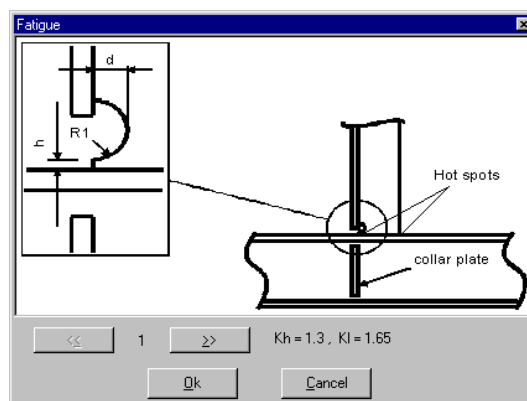 Fatigue
d
R1
h
Hot spots
collar plate
<<
1
>>
Kh = 1.3 , Kl = 1.65
Ok
Cancel